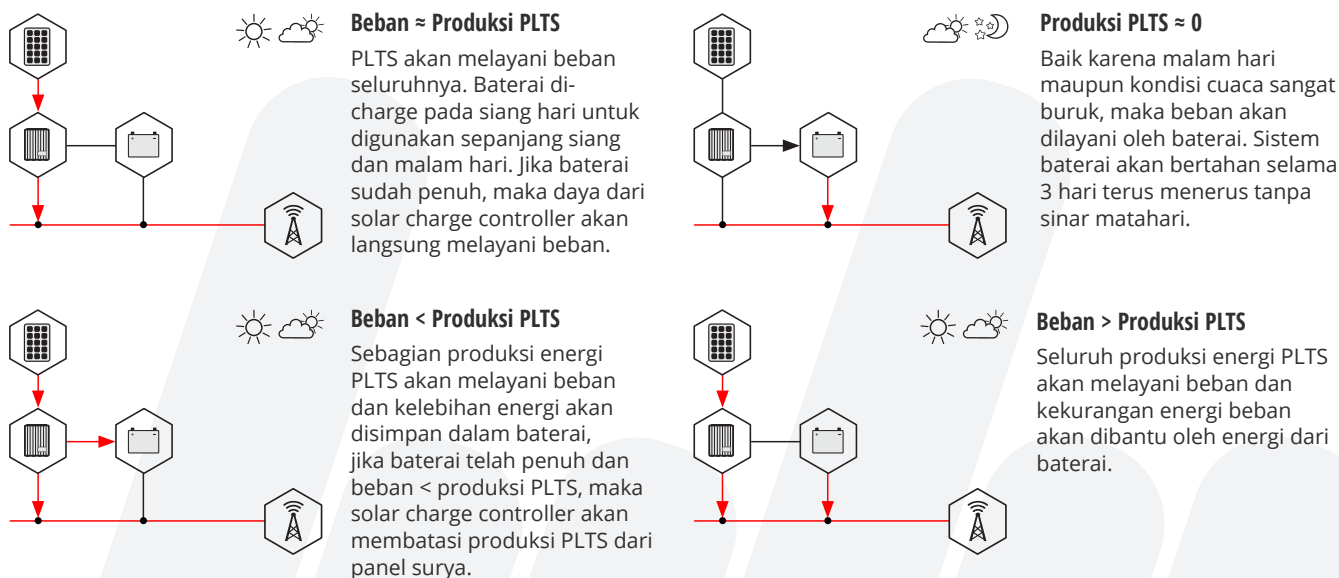 Beban ≈ Produksi PLTS
PLTS akan melayani beban
seluruhnya. Baterai di-
charge pada siang hari untuk
digunakan sepanjang siang
dan malam hari. Jika baterai
sudah penuh, maka daya dari
solar charge controller akan
langsung melayani beban.
Produksi PLTS ≈ 0
Baik karena malam hari
maupun kondisi cuaca sangat
buruk, maka beban akan
dilayani oleh baterai. Sistem
baterai akan bertahan selama
3 hari terus menerus tanpa
sinar matahari.
Beban < Produksi PLTS
Sebagian produksi energi
PLTS akan melayani beban
dan kelebihan energi akan
disimpan dalam baterai,
jika baterai telah penuh dan
beban < produksi PLTS, maka
solar charge controller akan
membatasi produksi PLTS dari
panel surya.
Beban > Produksi PLTS
Seluruh produksi energi PLTS
akan melayani beban dan
kekurangan energi beban
akan dibantu oleh energi dari
baterai.